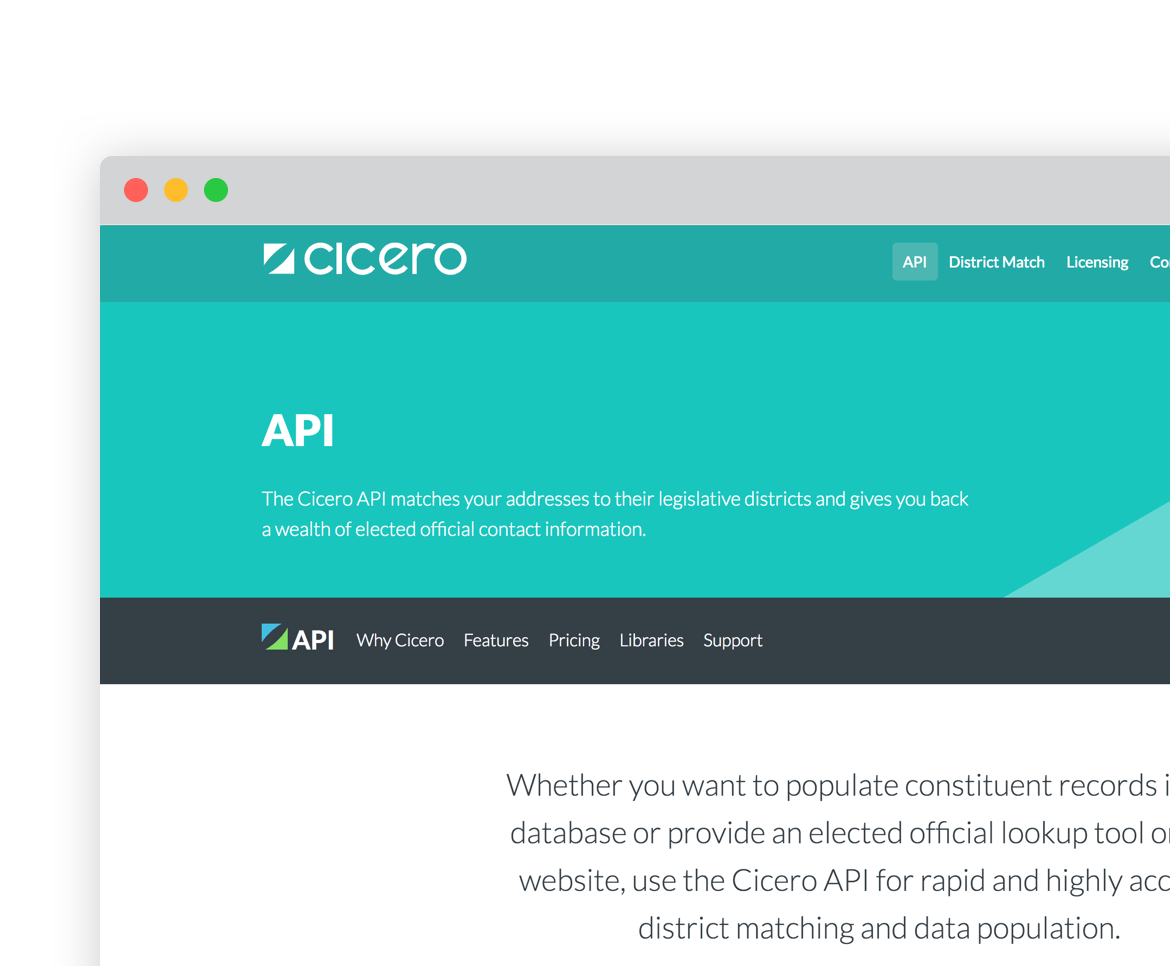 cicero
API District Match Licensing
API
The Cicero API matches your addresses to their legislative districts and gives you back
a wealth of elected official contact information.
API Why Cicero Features Pricing Libraries Support
Whether you want to populate constituent records
database or provide an elected official lookup tool
website, use the Cicero API for rapid and highly
district matching and data population.